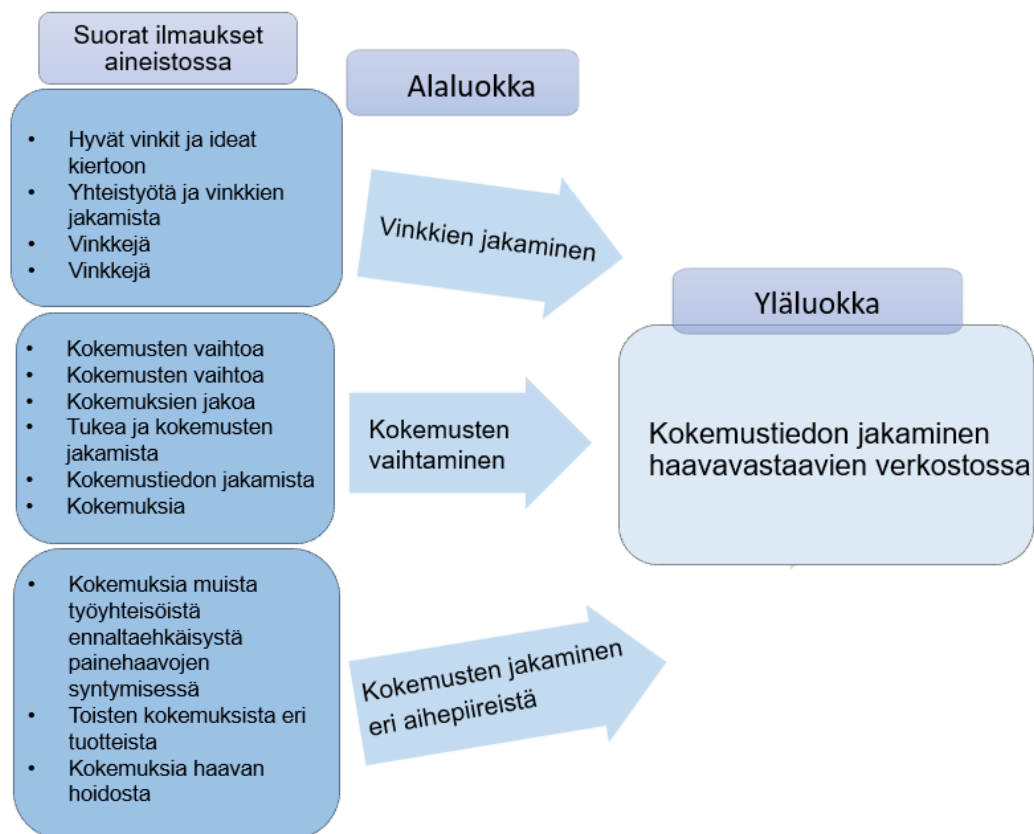 Suorat ilmaukset
aineistossa
Alaluokka
• Hyvät vinkit ja ideat
kiertoon
• Yhteistyötä ja vinkkien
jakamista
• Vinkkejä
• Vinkkejä
Vinkkien jakaminen
Yläluokka
• Kokemusten vaihtoa
• Kokemusten vaihtoa
• Kokemuksien jakoa
• Tukea ja kokemusten
jakamista
• Kokemustiedon jakamista
• Kokemuksia
Kokemusten
vaihtaminen
Kokemustiedon jakaminen
haavavastaavien verkostossa
• Kokemuksia muista
työyhteisöistä
ennaltaehkäisystä
painehaavojen
syntymisessä
• Toisten kokemuksista eri
tuotteista
• Kokemuksia haavan
hoidosta
Kokemusten jakaminen
eri aihepiireistä